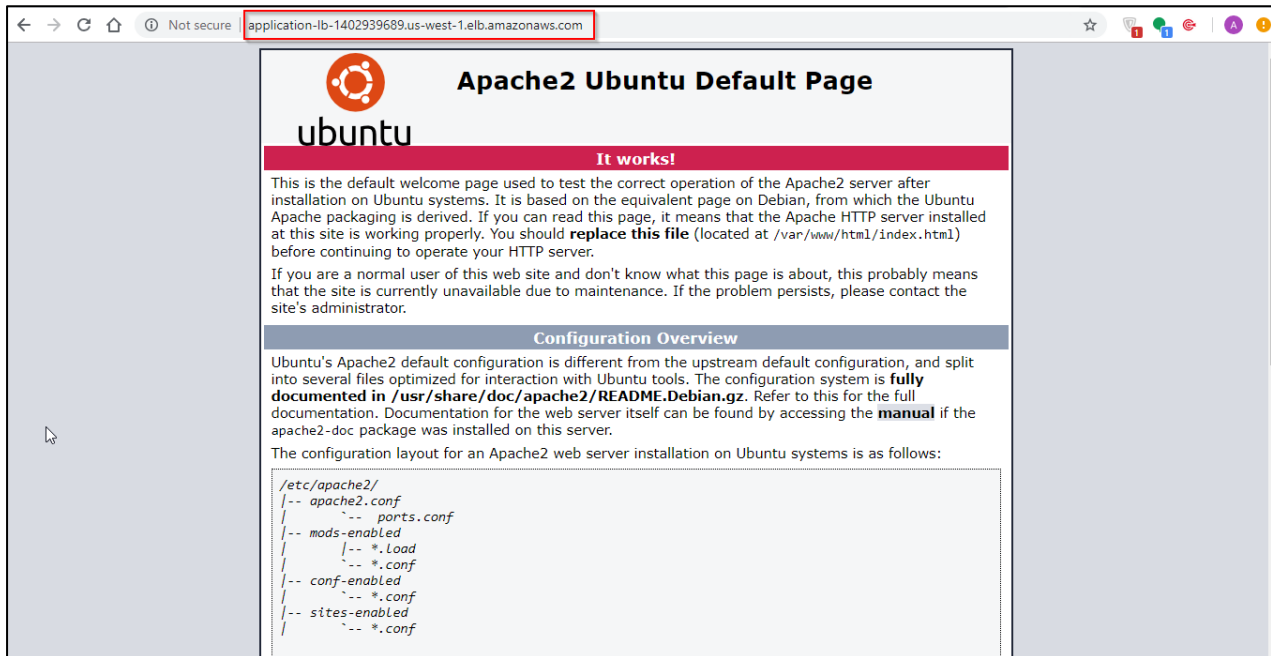 Not secure
application-lb-1402939689.us-west-1.elb.amazonaws.com
1
1
A
ubuntu
Apache2 Ubuntu Default Page
It works!
This is the default welcome page used to test the correct operation of the Apache2 server after
installation on Ubuntu systems. It is based on the equivalent page on Debian, from which the Ubuntu
Apache packaging is derived. If you can read this page, it means that the Apache HTTP server installed
at this site is working properly. You should replace this file (located at /var/www/html/index.html)
before continuing to operate your HTTP server.
If you are a normal user of this web site and don't know what this page is about, this probably means
that the site is currently unavailable due to maintenance. If the problem persists, please contact the
site's administrator.
Configuration Overview
Ubuntu's Apache2 default configuration is different from the upstream default configuration, and split
into several files optimized for interaction with Ubuntu tools. The configuration system is fully
documented in /usr/share/doc/apache2/README.Debian.gz. Refer to this for the full
documentation. Documentation for the web server itself can be found by accessing the manual if the
apache2-doc package was installed on this server.
The configuration layout for an Apache2 web server installation on Ubuntu systems is as follows:
/etc/apache2/
|-- apache2.conf
|       `--  ports.conf
|-- mods-enabled
|       |-- *.load
|       `-- *.conf
|-- conf-enabled
|       `-- *.conf
|-- sites-enabled
|       `-- *.conf